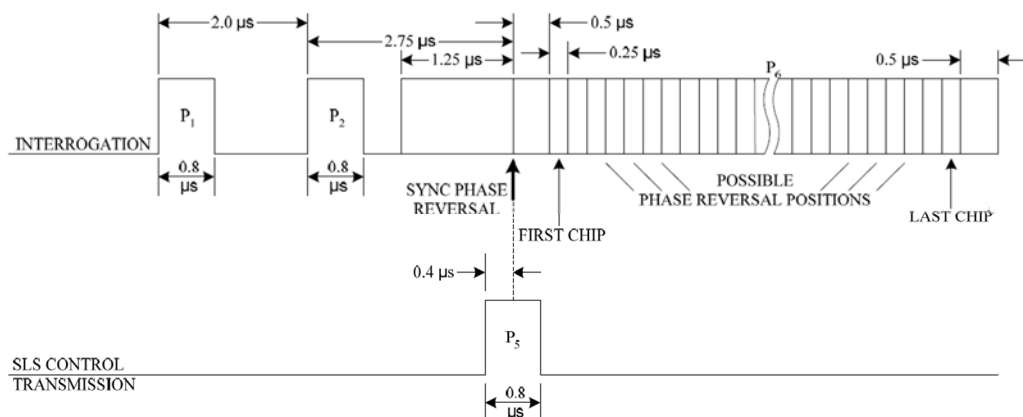 2.0 µs
0.5 µs
2.75 µs
0.25 µs
1.25 µs
0.5 µs
P6
P1
P2
INTERROGATION
0.8
µs
0.8
µs
SYNC PHASE
REVERSAL
FIRST CHIP
POSSIBLE
PHASE REVERSAL POSITIONS
LAST CHIP
0.4 µs
P5
SLS CONTROL
TRANSMISSION
0.8
µs